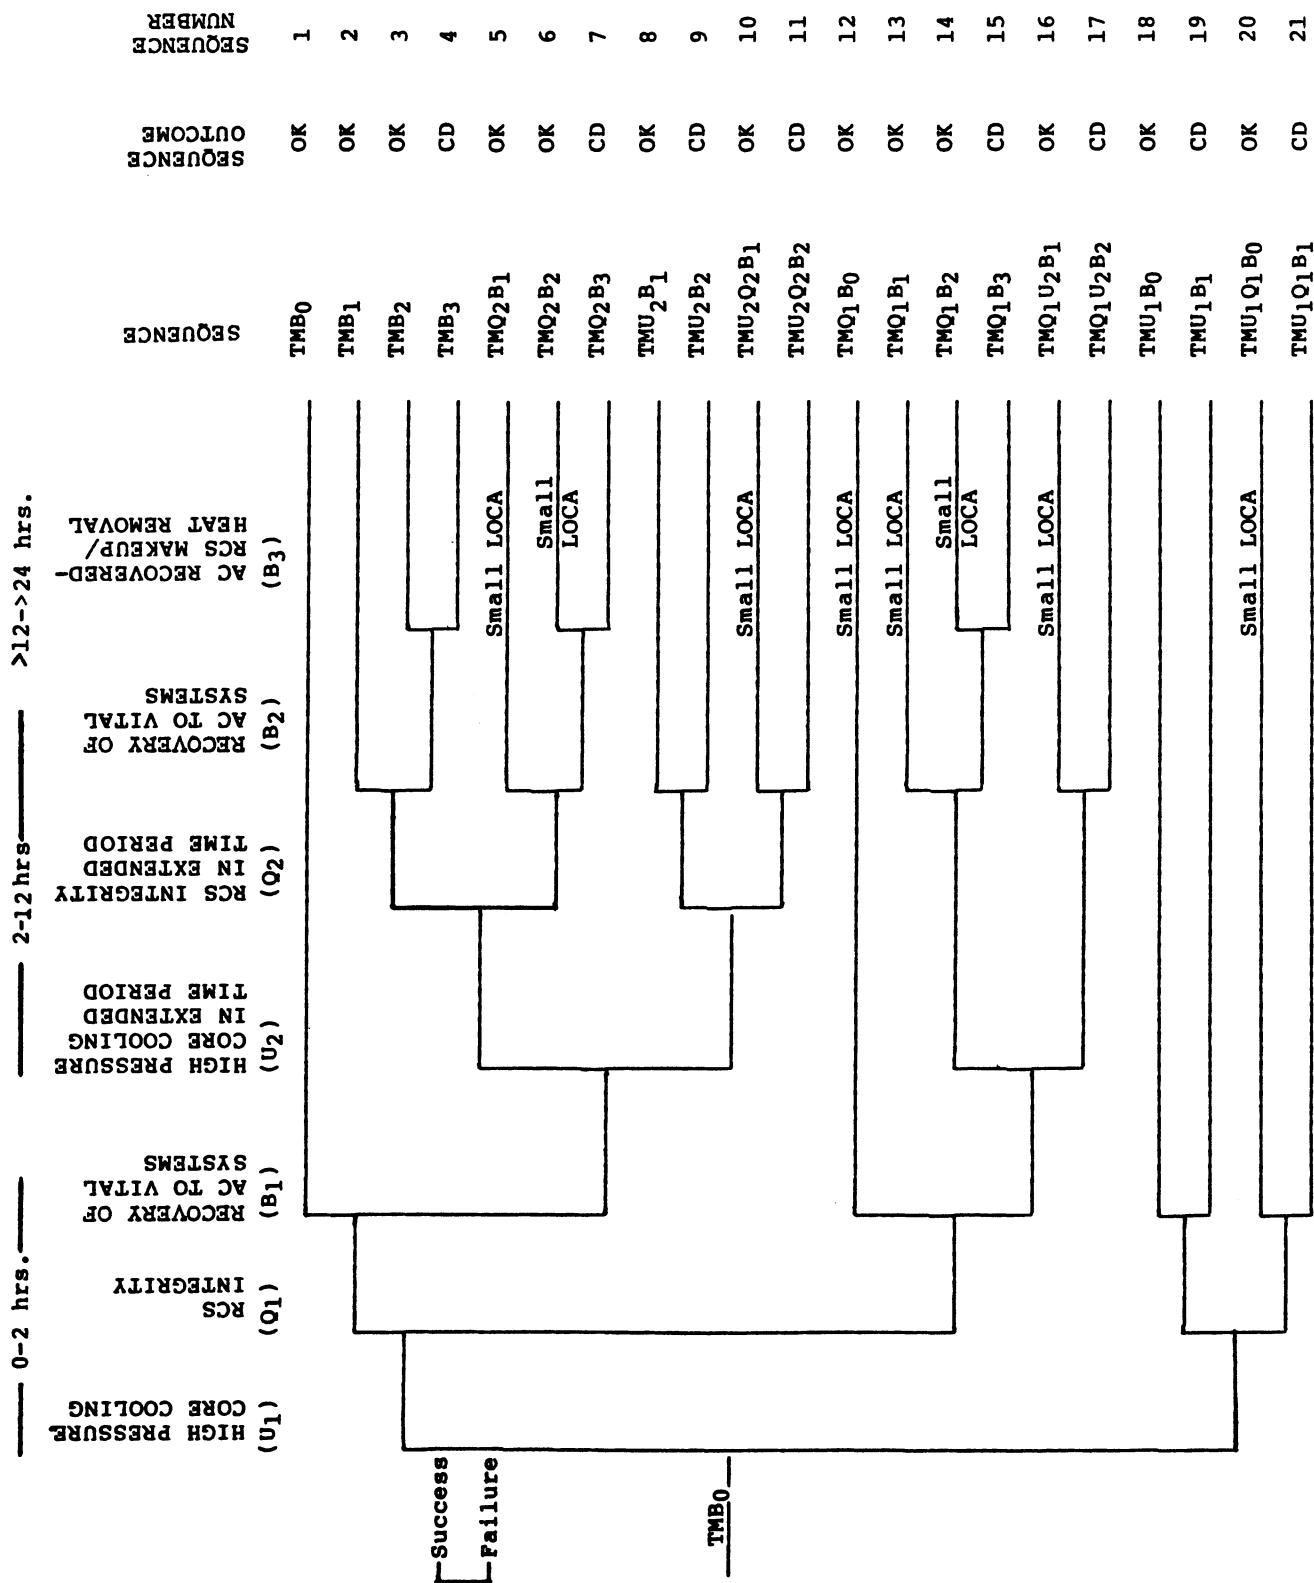 0-2 hrs.
2-12 hrs
>12->24 hrs.
HIGH PRESSURE
CORE COOLING
(U1)
RCS
INTEGRITY
(Q1)
RECOVERY OF
AC TO VITAL
SYSTEMS
(B1)
HIGH PRESSURE
CORE COOLING
IN EXTENDED
TIME PERIOD
(U2)
RCS INTEGRITY
IN EXTENDED
TIME PERIOD
(Q2)
RECOVERY OF
AC TO VITAL
SYSTEMS
(B2)
AC RECOVERED-
RCS MAKEUP/
HEAT REMOVAL
(B3)
SEQUENCE
SEQUENCE
OUTCOME
SEQUENCE
NUMBER
Success
Failure
TMB0
TMB0 OK 1
TMB1 OK 2
TMB2 OK 3
TMB3 CD 4
Small LOCA TMQ2B1 OK 5
Small
LOCA
TMQ2B2 OK 6
TMQ2B3 CD 7
TMU2B1 OK 8
TMU2B2 CD 9
Small LOCA TMU2Q2B1 OK 10
TMU2Q2B2 CD 11
Small LOCA TMQ1B0 OK 12
Small LOCA TMQ1B1 OK 13
Small
LOCA
TMQ1B2 OK 14
TMQ1B3 CD 15
Small LOCA TMQ1U2B1 OK 16
TMQ1U2B2 CD 17
TMU1B0 OK 18
TMU1B1 CD 19
Small LOCA TMU1Q1B0 OK 20
TMU1Q1B1 CD 21